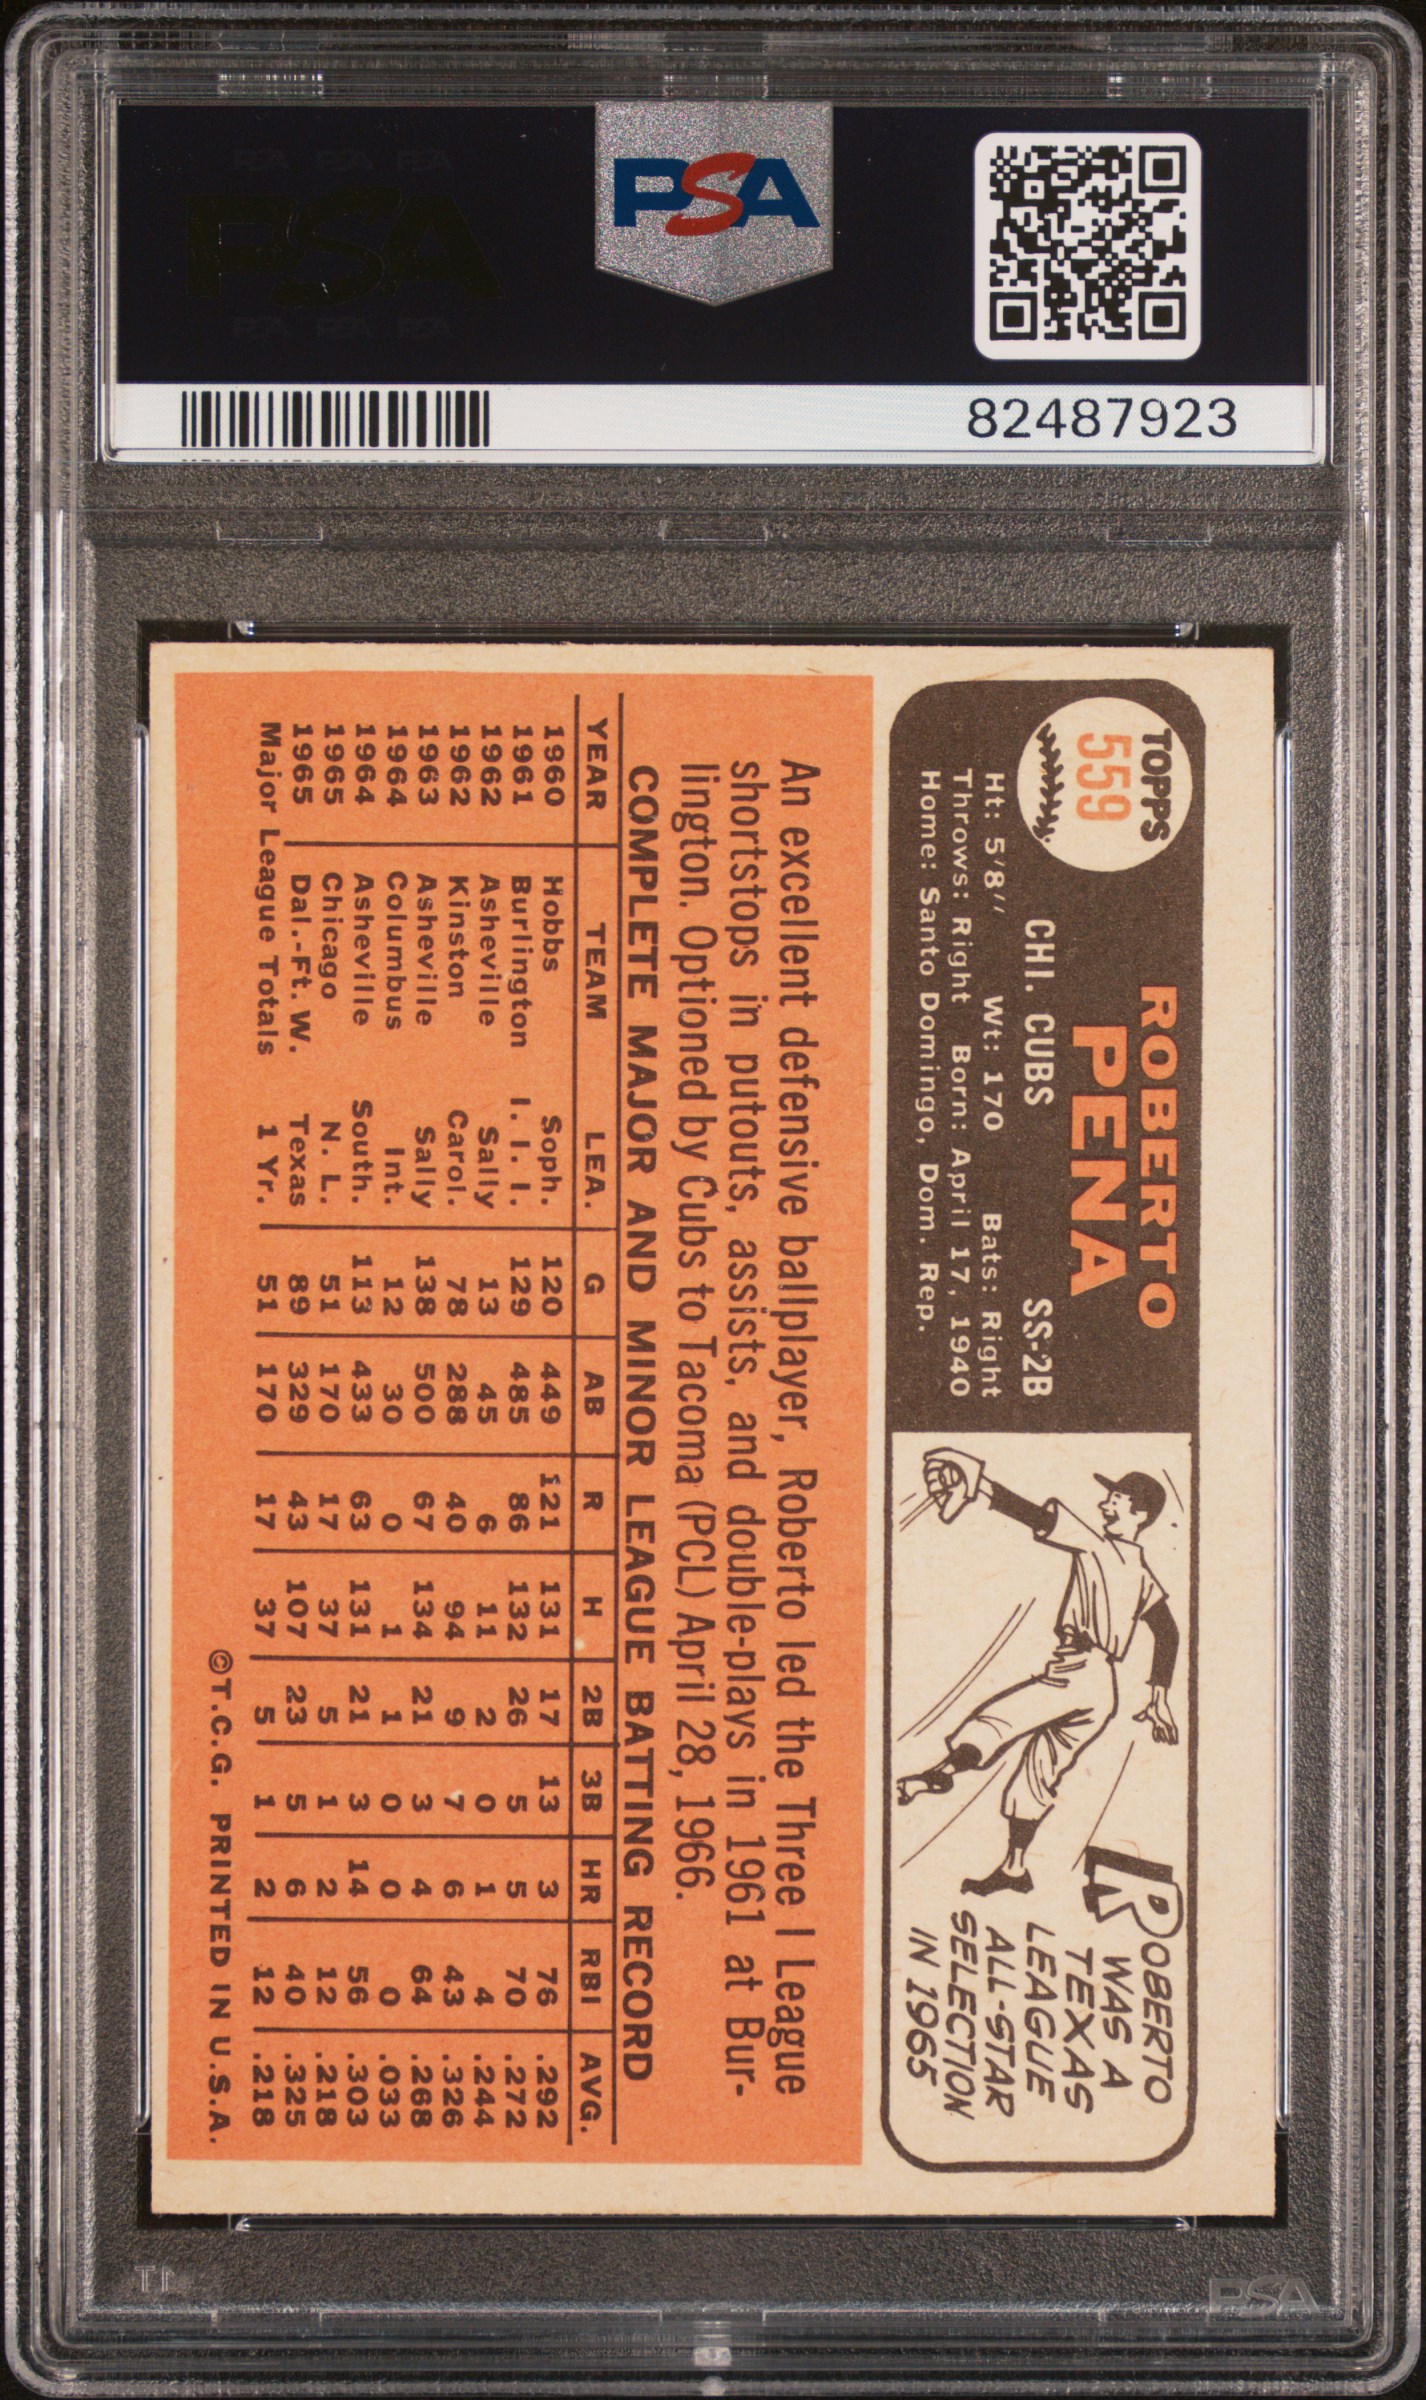 PSA
82487923
TOPPS
559
ROBERTO
PENA
CHI. CUBS SS-2B
Ht: 5'8" Wt: 170 Bats: Right
Throws: Right Born: April 17, 1940
Home: Santo Domingo, Dom. Rep.
ROBERTO
WAS A
TEXAS
LEAGUE
ALL-STAR
SELECTION
IN 1965
An excellent defensive ballplayer, Roberto led the Three I League
shortstops in putouts, assists, and double-plays in 1961 at Bur-
lington. Optioned by Cubs to Tacoma (PCL) April 28, 1966.
COMPLETE MAJOR AND MINOR LEAGUE BATTING RECORD
YEAR TEAM LEA. G AB R H 2B 3B HR RBI AVG.
1960 Hobbs Soph. 120 449 121 131 17 13 3 76 .292
1961 Burlington I. I. I. 129 485 86 132 26 5 5 70 .272
1962 Asheville Sally 13 45 6 11 2 0 1 4 .244
1962 Kinston Carol. 78 288 40 94 9 7 6 43 .326
1963 Asheville Sally 138 500 67 134 21 3 4 64 .268
1964 Columbus Int. 12 30 0 1 1 0 0 0 .033
1964 Asheville South. 113 433 63 131 21 3 14 56 .303
1965 Chicago N. L. 51 170 17 37 5 1 2 12 .218
1965 Dal.-Ft. W. Texas 89 329 43 107 23 5 6 40 .325
Major League Totals 1 Yr. 51 170 17 37 5 1 2 12 .218
©T.C.G. PRINTED IN U.S.A.
PSA
PSA PSA PSA
PSA PSA PSA
PSA